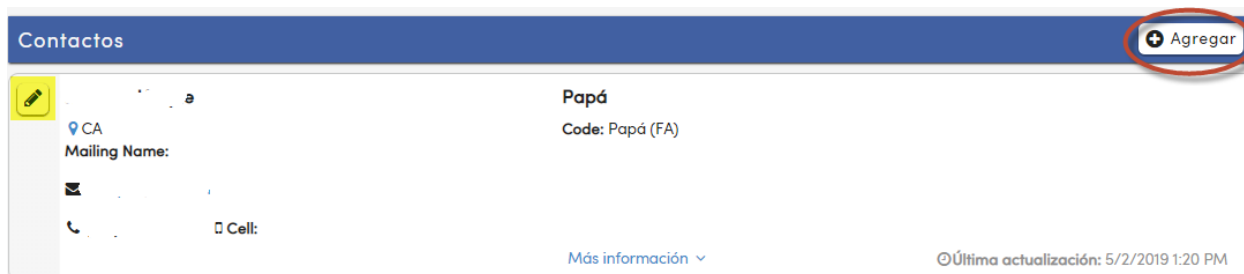 Contactos
Agregar
Papá
CA
Code: Papá (FA)
Mailing Name:
Cell:
Más información
Última actualización: 5/2/2019 1:20 PM